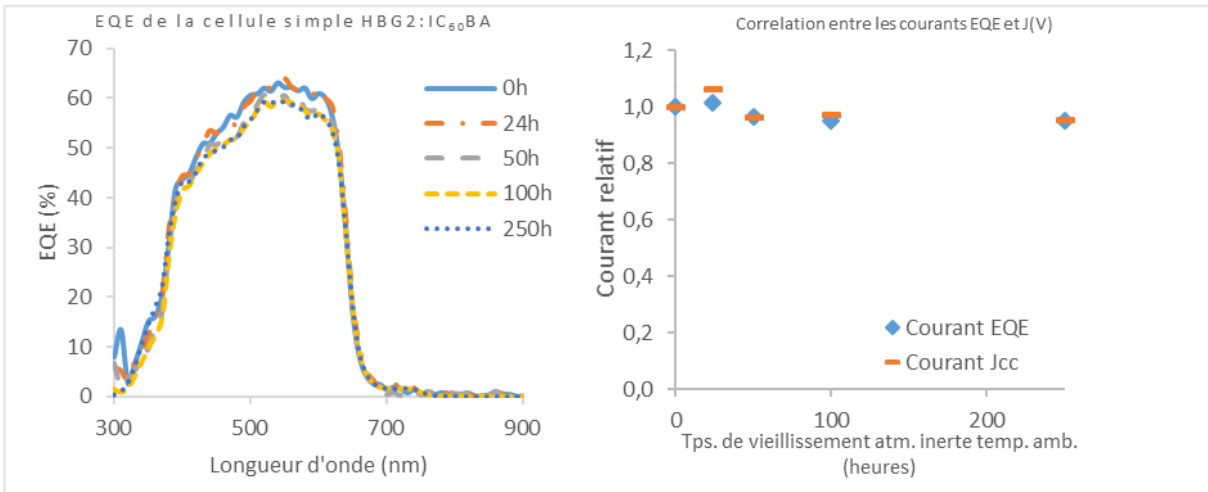 EQE de la cellule simple HBG2:IC₆₀BA
70
60
50
40
30
20
10
0
EQE (%)
300
500
700
900
Longueur d'onde (nm)
0h
24h
50h
100h
250h
Correlation entre les courants EQE et J(V)
1,2
1,0
0,8
0,6
0,4
0,2
0,0
Courant relatif
Courant EQE
Courant Jcc
0
100
200
Tps. de vieillissement atm. inerte temp. amb.
(heures)